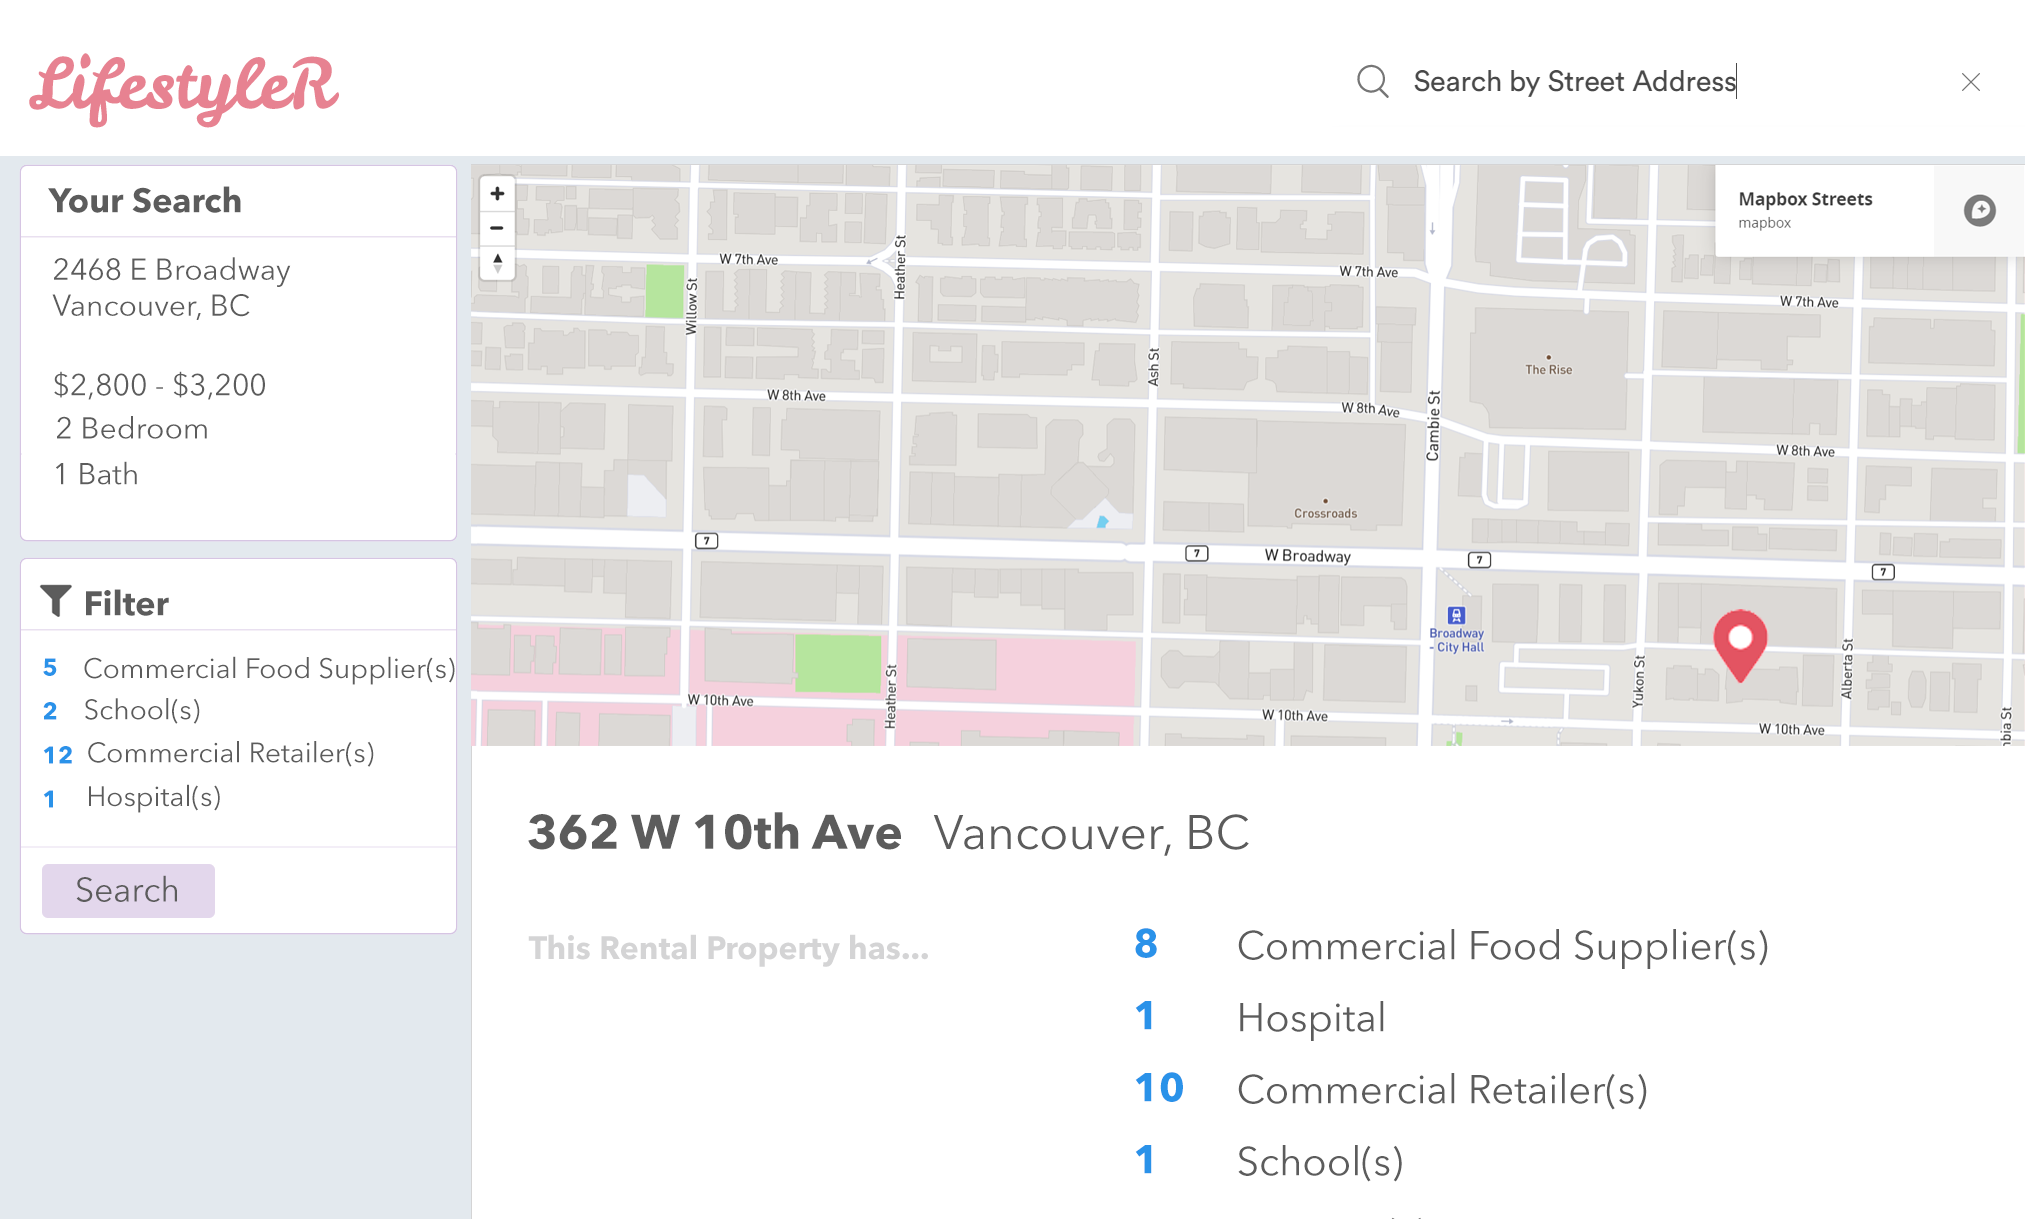 LifestyleR
Search by Street Address
Your Search
2468 E Broadway
Vancouver, BC
$2,800 - $3,200
2 Bedroom
1 Bath
Filter
5 Commercial Food Supplier(s)
2 School(s)
12 Commercial Retailer(s)
1 Hospital(s)
Search
Mapbox Streets
mapbox
W 7th Ave
Heather St
W 7th Ave
W 7th Ave
Willow St
Ash St
The Rise
W 8th Ave
W 8th Ave
Cambie St
W 8th Ave
Crossroads
7
7
W Broadway
7
7
Broadway
- City Hall
Heather St
Yukon St
Alberta St
W 10th Ave
W 10th Ave
W 10th Ave
mbia St
362 W 10th Ave Vancouver, BC
This Rental Property has...
8 Commercial Food Supplier(s)
1 Hospital
10 Commercial Retailer(s)
1 School(s)